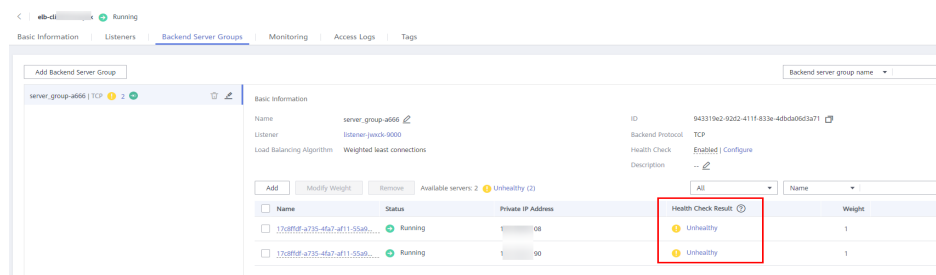 elb-cli x Running
Basic Information Listeners Backend Server Groups Monitoring Access Logs Tags
Add Backend Server Group Backend server group name
server_group-a666 | TCP 2
Basic Information
Name server_group-a666 ID 943319e2-92d2-411f-833e-4dbda06d3a71
Listener listener-jwxck-9000 Backend Protocol TCP
Load Balancing Algorithm Weighted least connections Health Check Enabled | Configure
Description --
Add Modify Weight Remove Available servers: 2 Unhealthy (2) All Name
Name Status Private IP Address Health Check Result Weight
17c8ffdf-a735-4fa7-af11-55a9... Running 1 08 Unhealthy 1
17c8ffdf-a735-4fa7-af11-55a9... Running 1 90 Unhealthy 1